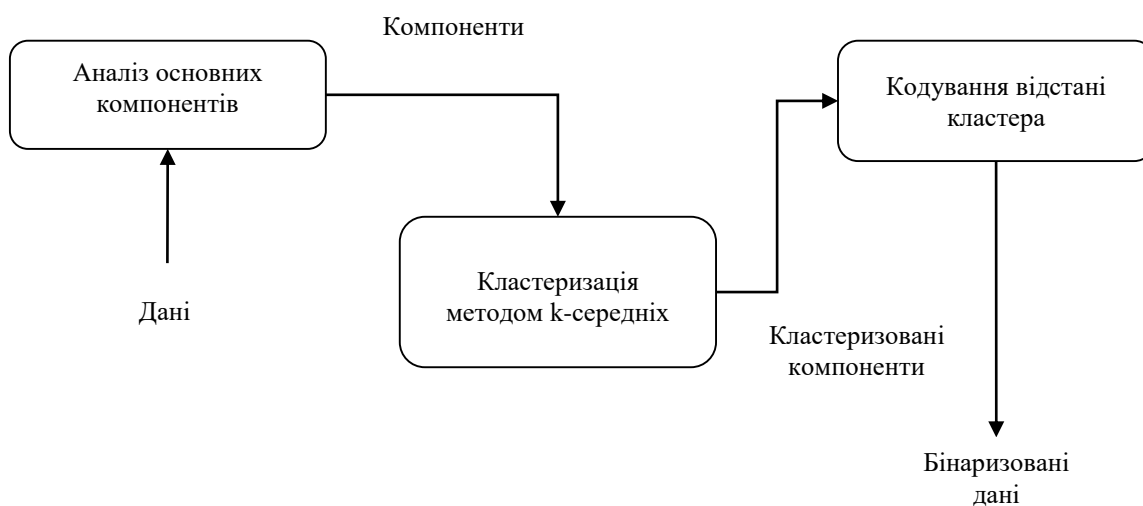 Компоненти
Аналіз основних
компонентів
Кодування відстані
кластера
Кластеризація
методом k-середніх
Дані
Кластеризовані
компоненти
Бінаризовані
дані